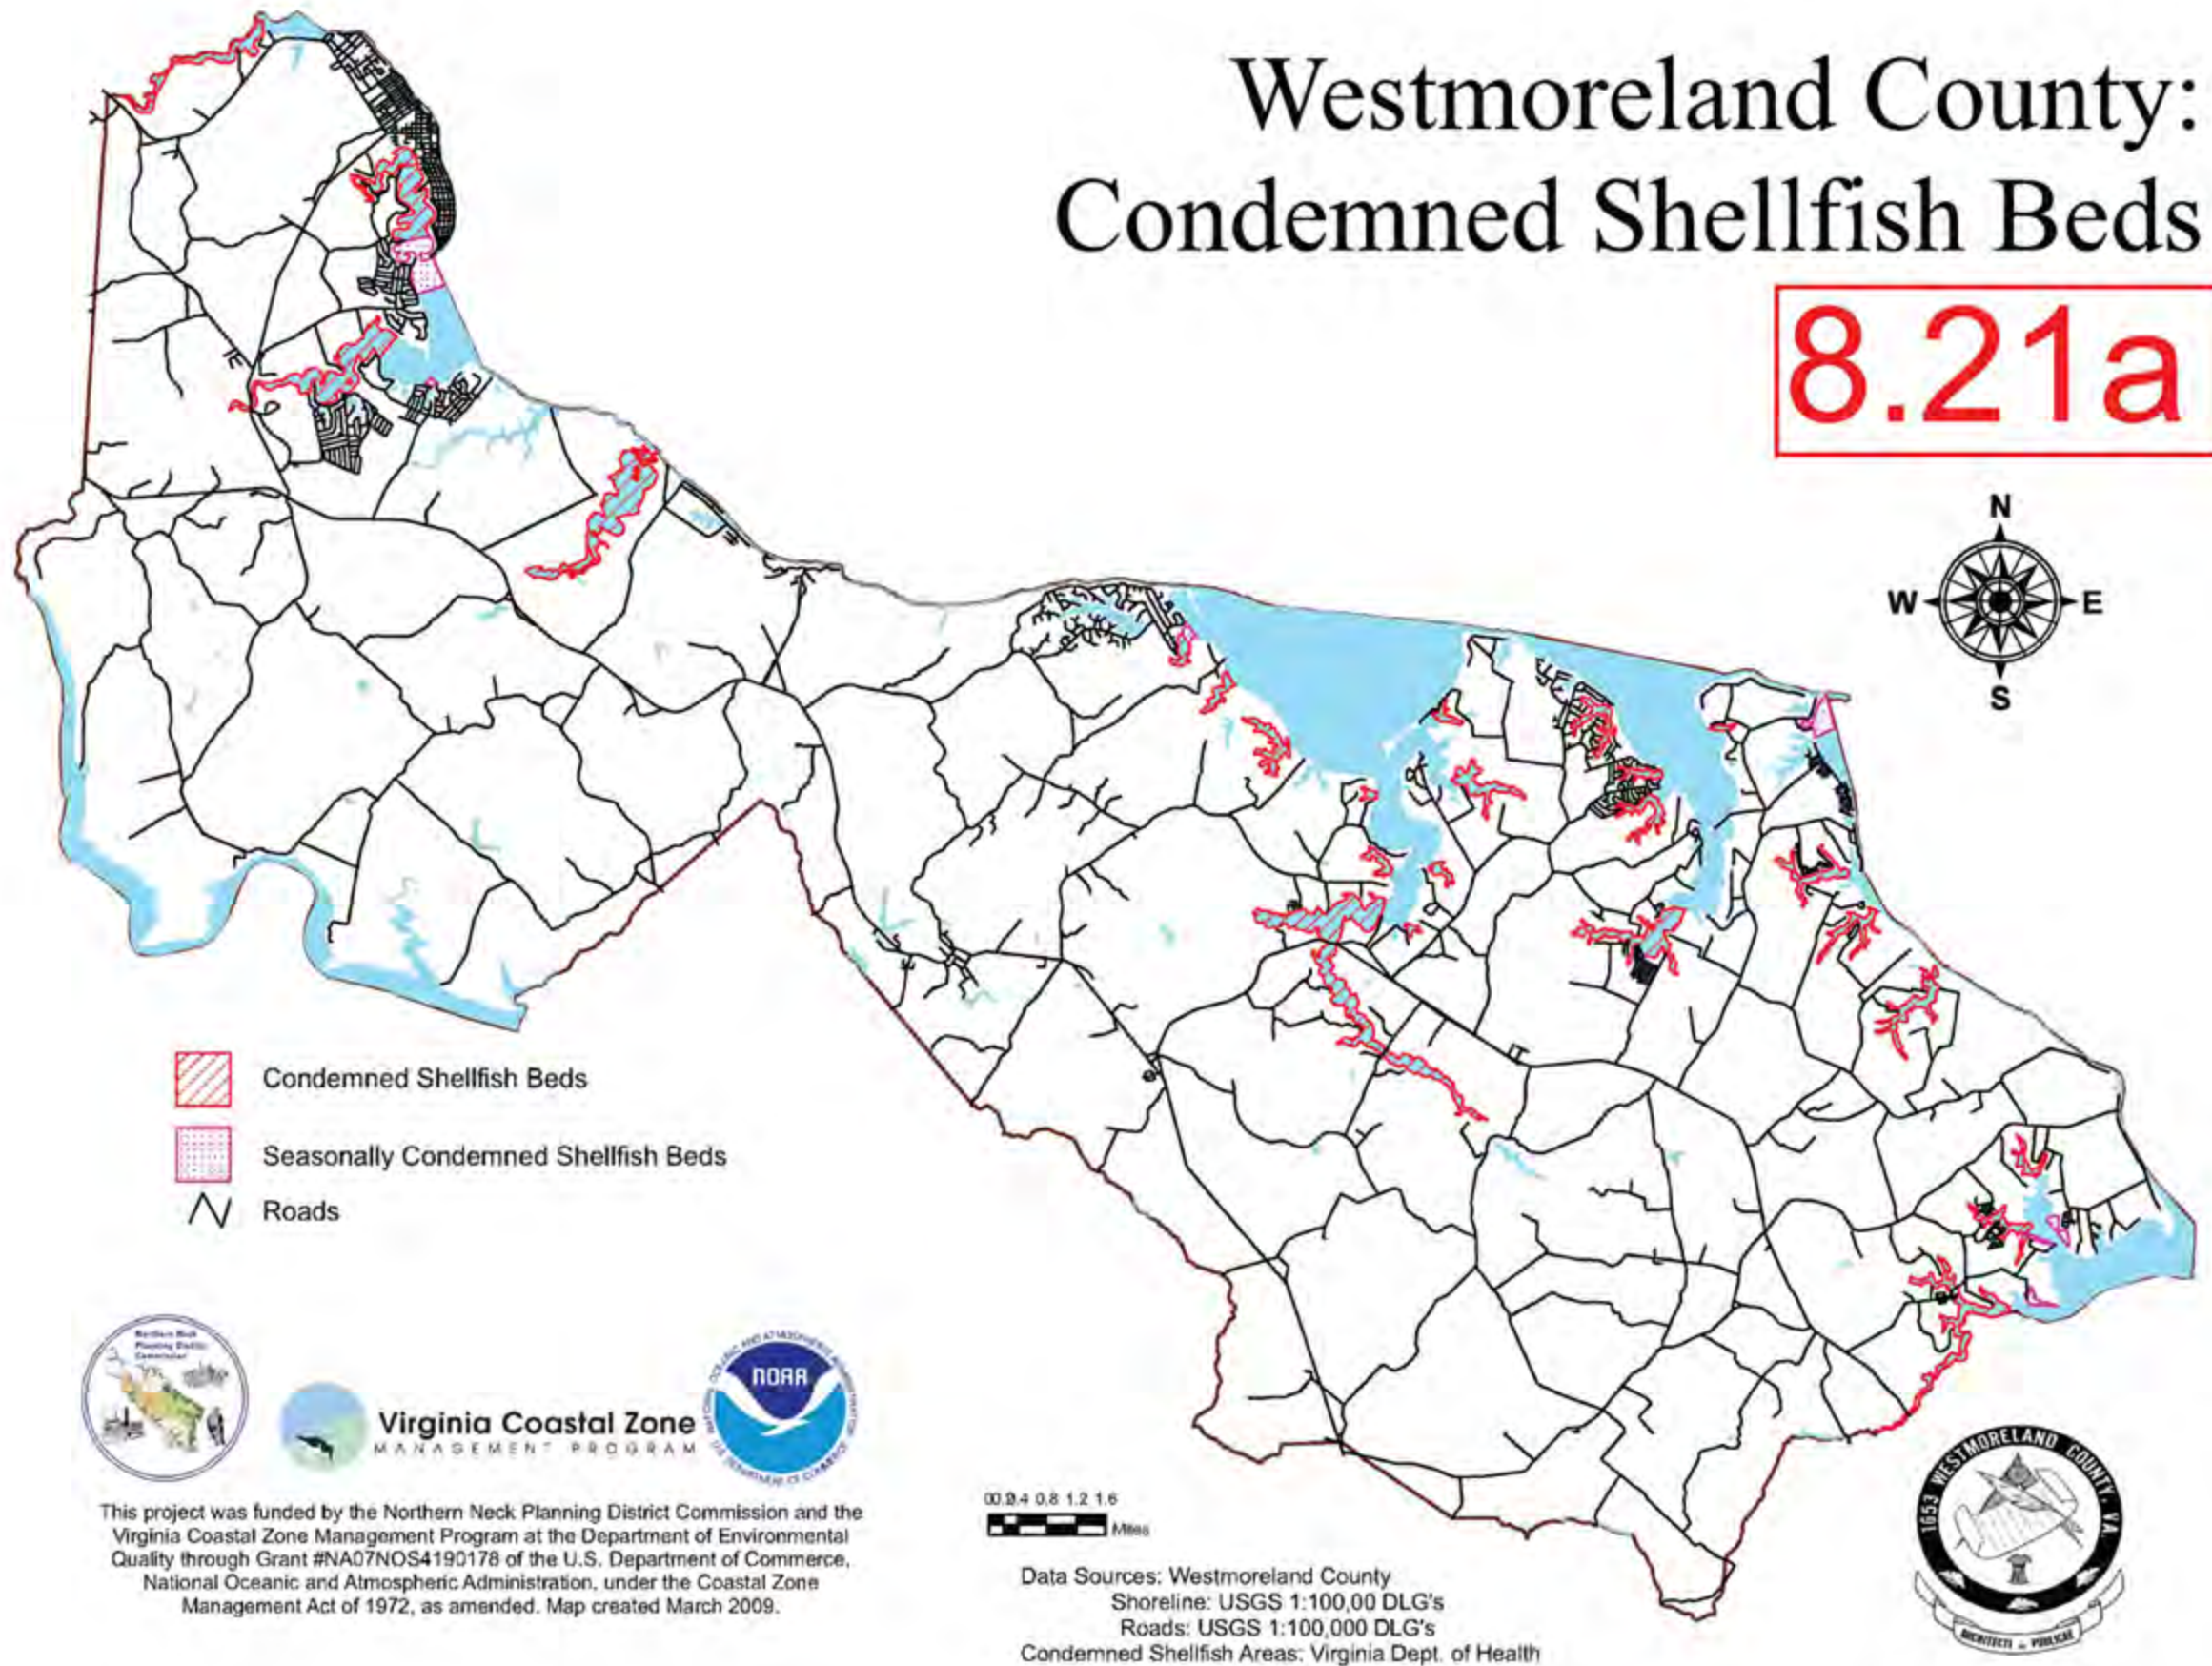 Westmoreland County:
Condemned Shellfish Beds
8.21a
N
W
E
S
Condemned Shellfish Beds
Seasonally Condemned Shellfish Beds
Roads
Northern Neck
Planning District
Commission
Virginia Coastal Zone
MANAGEMENT PROGRAM
NOAA
This project was funded by the Northern Neck Planning District Commission and the
Virginia Coastal Zone Management Program at the Department of Environmental
Quality through Grant #NA07NOS4190178 of the U.S. Department of Commerce,
National Oceanic and Atmospheric Administration, under the Coastal Zone
Management Act of 1972, as amended. Map created March 2009.
0.8 1.2 1.6
Miles
Data Sources: Westmoreland County
Shoreline: USGS 1:100,00 DLG's
Roads: USGS 1:100,000 DLG's
Condemned Shellfish Areas: Virginia Dept. of Health
1653 WESTMORELAND COUNTY, VA